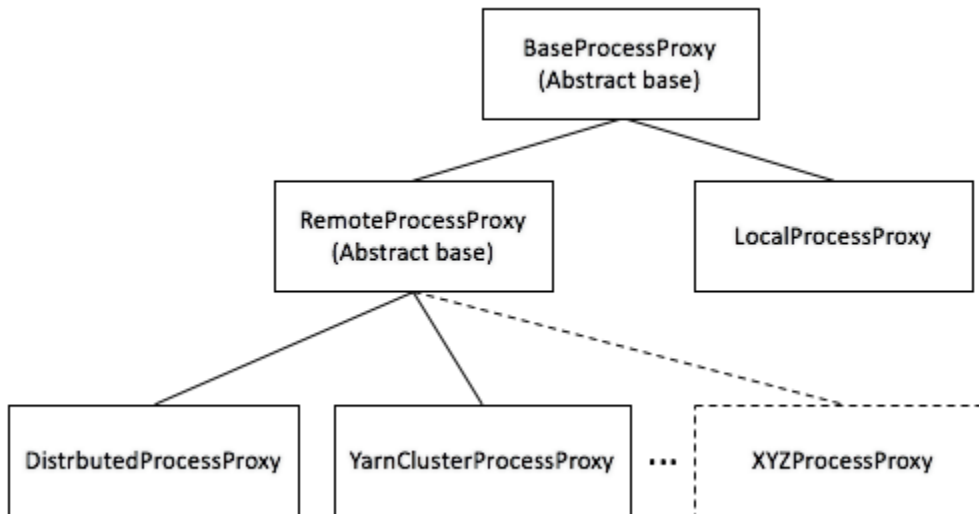 BaseProcessProxy
(Abstract base)
RemoteProcessProxy
(Abstract base)
LocalProcessProxy
DistrbutedProcessProxy
YarnClusterProcessProxy
...
XYZProcessProxy